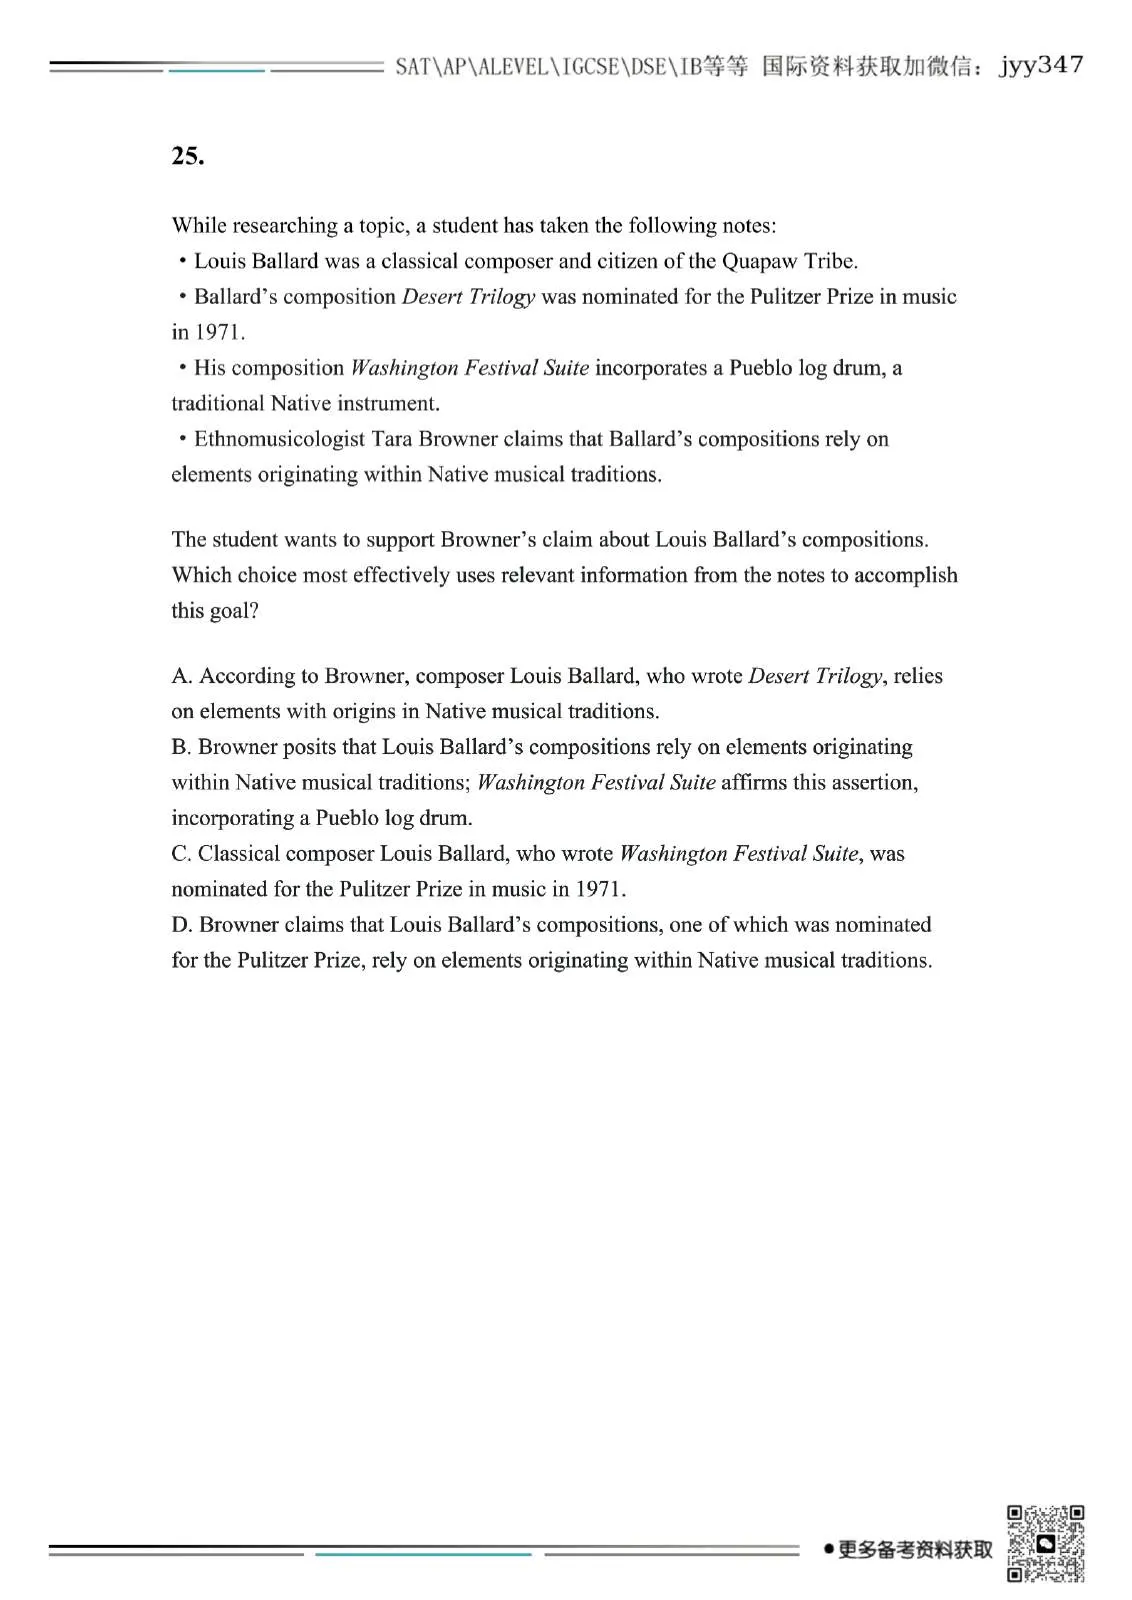 SAT\AP\ALEVEL\IGCSE\DSE\IB等等 国际资料获取加微信：jyy347
25.
While researching a topic, a student has taken the following notes:
• Louis Ballard was a classical composer and citizen of the Quapaw Tribe.
• Ballard’s composition Desert Trilogy was nominated for the Pulitzer Prize in music
in 1971.
• His composition Washington Festival Suite incorporates a Pueblo log drum, a
traditional Native instrument.
• Ethnomusicologist Tara Browner claims that Ballard’s compositions rely on
elements originating within Native musical traditions.
The student wants to support Browner’s claim about Louis Ballard’s compositions.
Which choice most effectively uses relevant information from the notes to accomplish
this goal?
A. According to Browner, composer Louis Ballard, who wrote Desert Trilogy, relies
on elements with origins in Native musical traditions.
B. Browner posits that Louis Ballard’s compositions rely on elements originating
within Native musical traditions; Washington Festival Suite affirms this assertion,
incorporating a Pueblo log drum.
C. Classical composer Louis Ballard, who wrote Washington Festival Suite, was
nominated for the Pulitzer Prize in music in 1971.
D. Browner claims that Louis Ballard’s compositions, one of which was nominated
for the Pulitzer Prize, rely on elements originating within Native musical traditions.
•更多备考资料获取